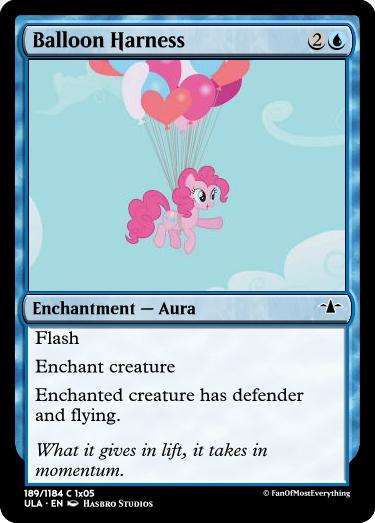 Balloon Harness 2
Enchantment — Aura
Flash
Enchant creature
Enchanted creature has defender
and flying.
What it gives in lift, it takes in
momentum.
189/1184 C 1x05
ULA • EN Hasbro Studios © FanOfMostEverything